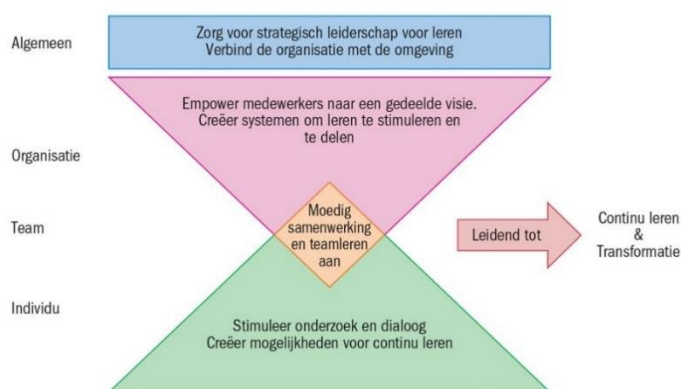 Algemeen
Zorg voor strategisch leiderschap voor leren
Verbind de organisatie met de omgeving
Empower medewerkers naar een gedeelde visie.
Creëer systemen om leren te stimuleren en
te delen
Organisatie
Team
Moedig
samenwerking
en teamleren
aan
Leidend tot
Continu leren
&
Transformatie
Individu
Stimuleer onderzoek en dialoog
Creëer mogelijkheden voor continu leren